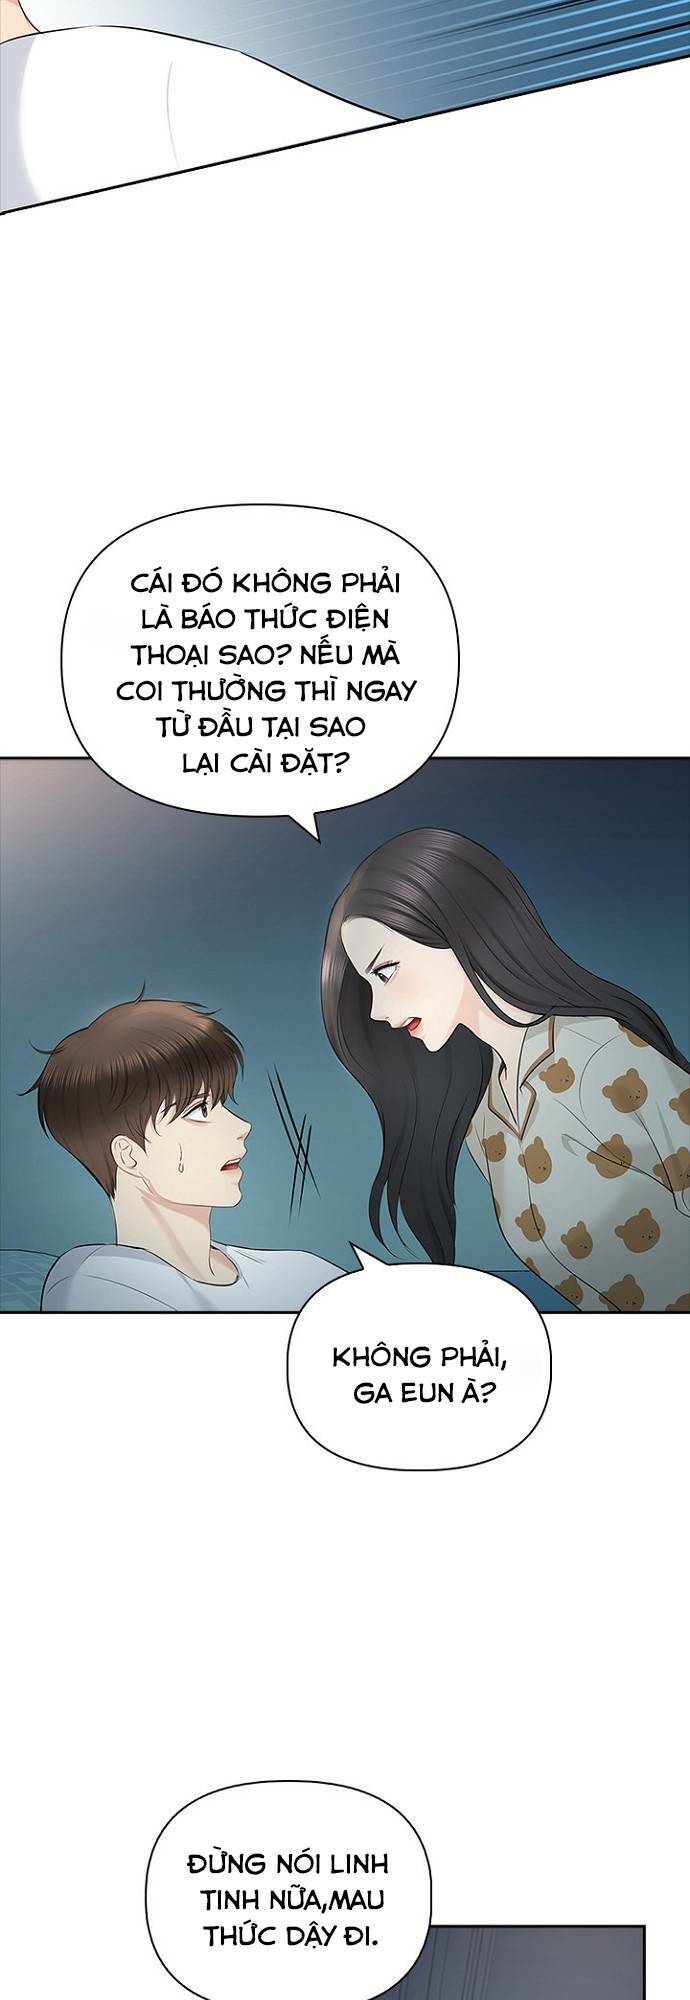 CÁI ĐÓ KHÔNG PHẢI
LÀ BÁO THỨC ĐIỆN
THOẠI SAO? NẾU MÀ
COI THƯỜNG THÌ NGAY
TỪ ĐẦU TẠI SAO
LẠI CÀI ĐẶT?
KHÔNG PHẢI,
GA EUN À?
ĐỪNG NÓI LINH
TINH NỮA,MAU
THỨC DẬY ĐI.